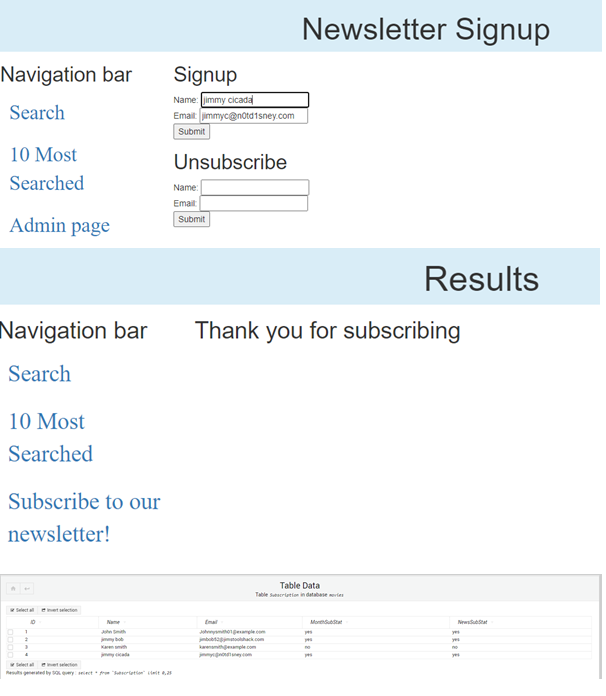 Newsletter Signup
Navigation bar
Search
10 Most
Searched
Admin page
Signup
Name: jimmy cicada
Email: jimmyc@n0td1sney.com
Submit
Unsubscribe
Name:
Email:
Submit
Results
Navigation bar
Search
10 Most
Searched
Subscribe to our
newsletter!
Thank you for subscribing
Table Data
Table Subscription in database movies
Select all Invert selection
ID Name Email MonthSubStat NewsSubStat
1 John Smith Johnnysmith01@example.com yes yes
2 jimmy bob jimbob52@jimstoolshack.com yes yes
3 Karen smith karensmith@example.com no no
4 jimmy cicada jimmyc@n0td1sney.com yes yes
Select all Invert selection
Results generated by SQL query : select * from `Subscription` limit 0,25